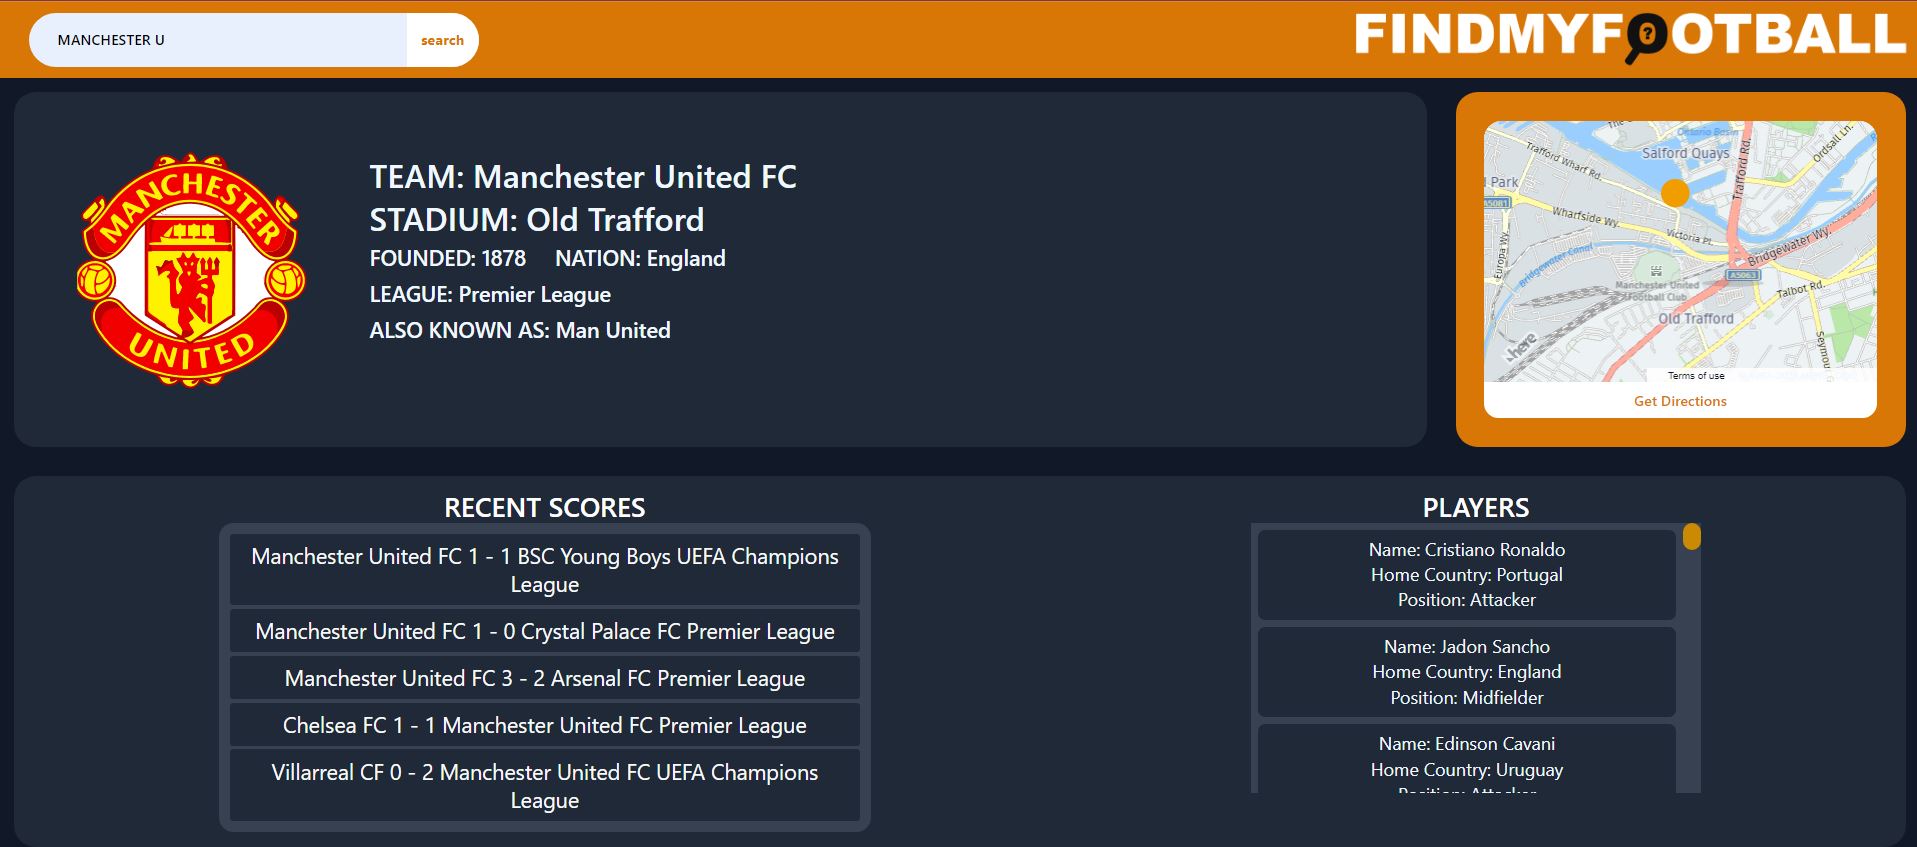 MANCHESTER U
search
FINDMYFOOTBALL
MANCHESTER
UNITED
TEAM: Manchester United FC
STADIUM: Old Trafford
FOUNDED: 1878 NATION: England
LEAGUE: Premier League
ALSO KNOWN AS: Man United
Ontario Basin
Salford Quays
Trafford Wharf Rd.
Trafford Rd.
Ordsall Ln.
Park
A5081
Wharfside Wy.
Victoria Pl.
Europa Wy.
Bridgewater Canal
Bridgewater Wy.
A5063
Manchester United
Football Club
Talbot Rd.
Old Trafford
Seymour
here
Terms of use
Get Directions
RECENT SCORES
Manchester United FC 1 - 1 BSC Young Boys UEFA Champions
League
Manchester United FC 1 - 0 Crystal Palace FC Premier League
Manchester United FC 3 - 2 Arsenal FC Premier League
Chelsea FC 1 - 1 Manchester United FC Premier League
Villarreal CF 0 - 2 Manchester United FC UEFA Champions
League
PLAYERS
Name: Cristiano Ronaldo
Home Country: Portugal
Position: Attacker
Name: Jadon Sancho
Home Country: England
Position: Midfielder
Name: Edinson Cavani
Home Country: Uruguay
Position: Attacker